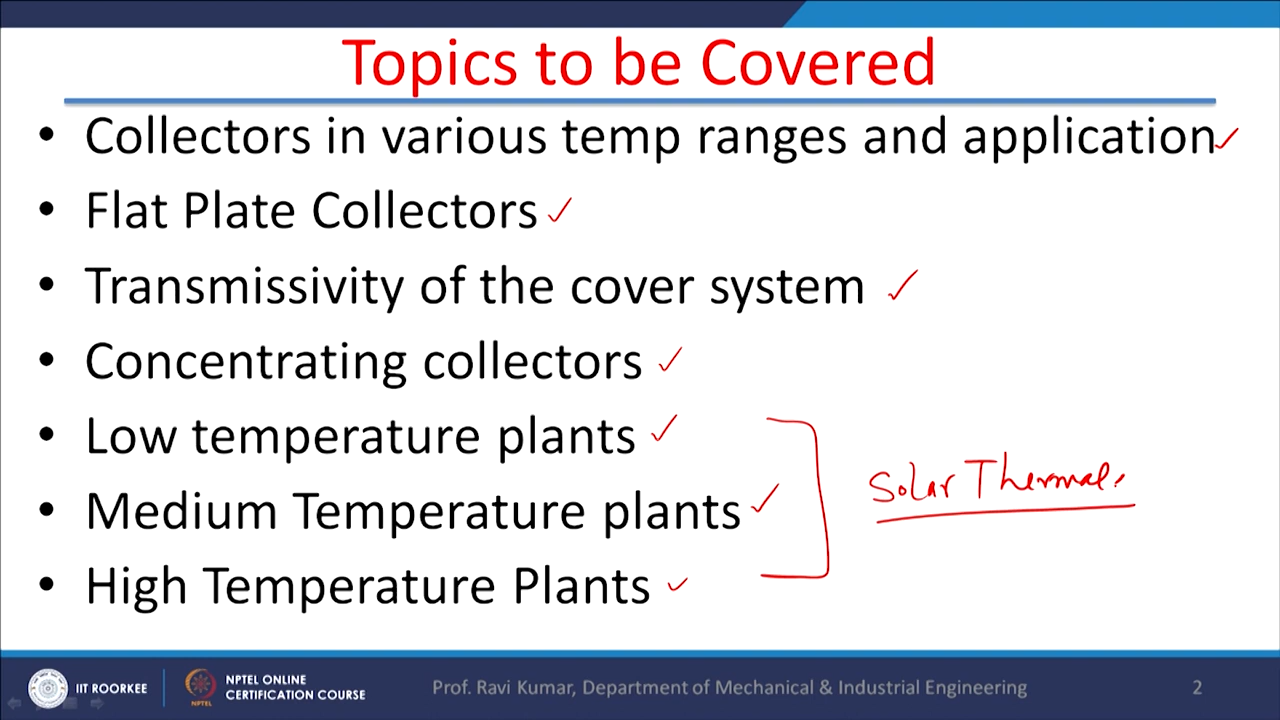 Topics to be Covered
• Collectors in various temp ranges and application
• Flat Plate Collectors
• Transmissivity of the cover system
• Concentrating collectors
• Low temperature plants
• Medium Temperature plants
• High Temperature Plants
Solar Thermal.
IIT ROORKEE
NPTEL ONLINE
CERTIFICATION COURSE
NPTEL
Prof. Ravi Kumar, Department of Mechanical & Industrial Engineering
2